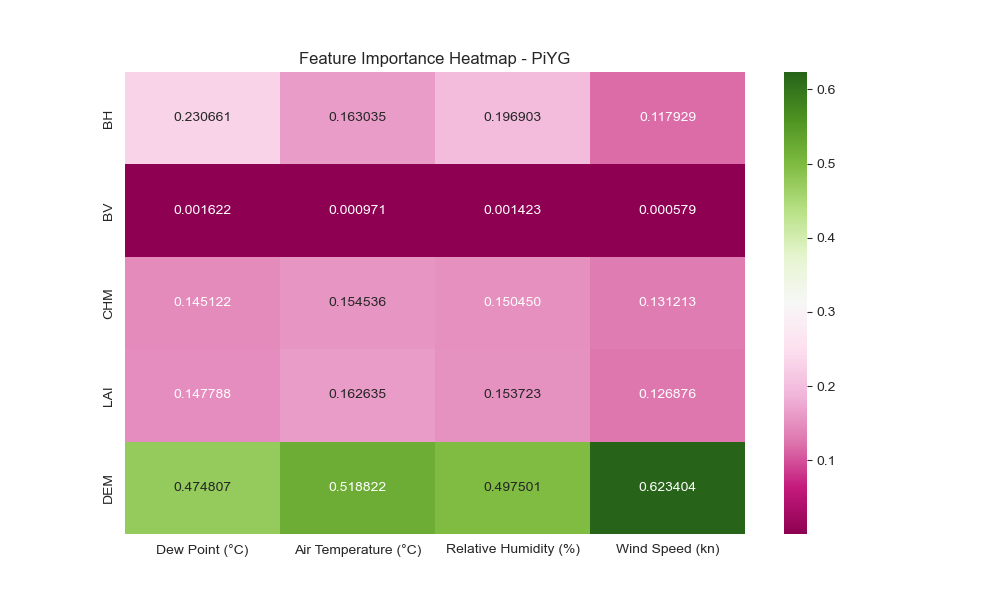 Feature Importance Heatmap - PiYG
BH
0.230661 0.163035 0.196903 0.117929
BV
0.001622 0.000971 0.001423 0.000579
CHM
0.145122 0.154536 0.150450 0.131213
LAI
0.147788 0.162635 0.153723 0.126876
DEM
0.474807 0.518822 0.497501 0.623404
Dew Point (°C) Air Temperature (°C) Relative Humidity (%) Wind Speed (kn)
0.6
0.5
0.4
0.3
0.2
0.1